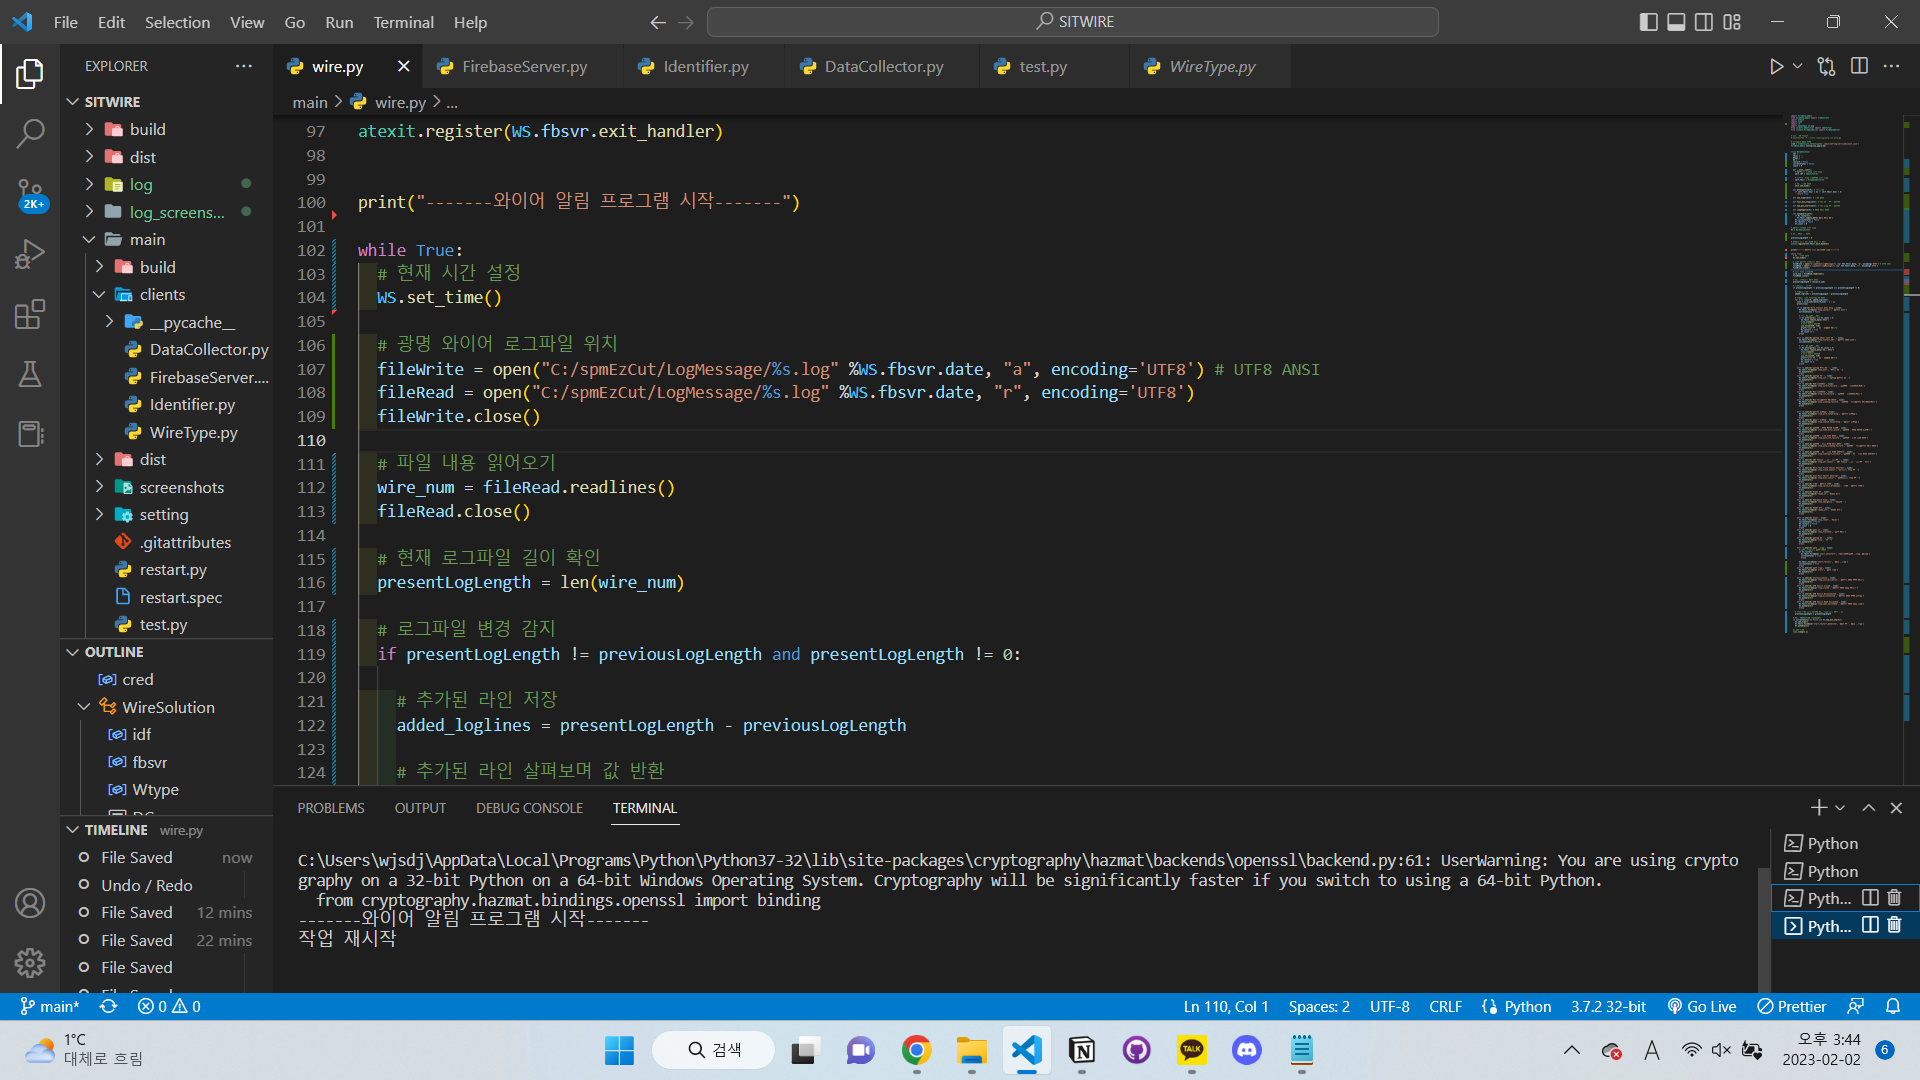 File Edit Selection View Go Run Terminal Help
SITWIRE
EXPLORER
SITWIRE
build
dist
log
log_screens...
main
build
clients
__pycache__
DataCollector.py
FirebaseServer....
Identifier.py
WireType.py
dist
screenshots
setting
.gitattributes
restart.py
restart.spec
test.py
OUTLINE
cred
WireSolution
idf
fbsvr
Wtype
TIMELINE wire.py
File Saved now
Undo / Redo
File Saved 12 mins
File Saved 22 mins
File Saved
2K+
wire.py FirebaseServer.py Identifier.py DataCollector.py test.py WireType.py
main > wire.py > ...
97 atexit.register(WS.fbsvr.exit_handler)
98
99
100 print("-------와이어 알림 프로그램 시작-------")
101
102 while True:
103 # 현재 시간 설정
104 WS.set_time()
105
106 # 광명 와이어 로그파일 위치
107 fileWrite = open("C:/spmEzCut/LogMessage/%s.log" %WS.fbsvr.date, "a", encoding='UTF8') # UTF8 ANSI
108 fileRead = open("C:/spmEzCut/LogMessage/%s.log" %WS.fbsvr.date, "r", encoding='UTF8')
109 fileWrite.close()
110
111 # 파일 내용 읽어오기
112 wire_num = fileRead.readlines()
113 fileRead.close()
114
115 # 현재 로그파일 길이 확인
116 presentLogLength = len(wire_num)
117
118 # 로그파일 변경 감지
119 if presentLogLength != previousLogLength and presentLogLength != 0:
120
121 # 추가된 라인 저장
122 added_loglines = presentLogLength - previousLogLength
123
124 # 추가된 라인 살펴보며 값 반환
PROBLEMS OUTPUT DEBUG CONSOLE TERMINAL
C:\Users\wjsdj\AppData\Local\Programs\Python\Python37-32\lib\site-packages\cryptography\hazmat\backends\openssl\backend.py:61: UserWarning: You are using crypto
graphy on a 32-bit Python on a 64-bit Windows Operating System. Cryptography will be significantly faster if you switch to using a 64-bit Python.
from cryptography.hazmat.bindings.openssl import binding
-------와이어 알림 프로그램 시작-------
작업 재시작
Python
Python
Pyth...
Pyth...
main* 0 0 Ln 110, Col 1 Spaces: 2 UTF-8 CRLF Python 3.7.2 32-bit Go Live Prettier
1°C
대체로 흐림
검색
TALK
A
오후 3:44
2023-02-02
6